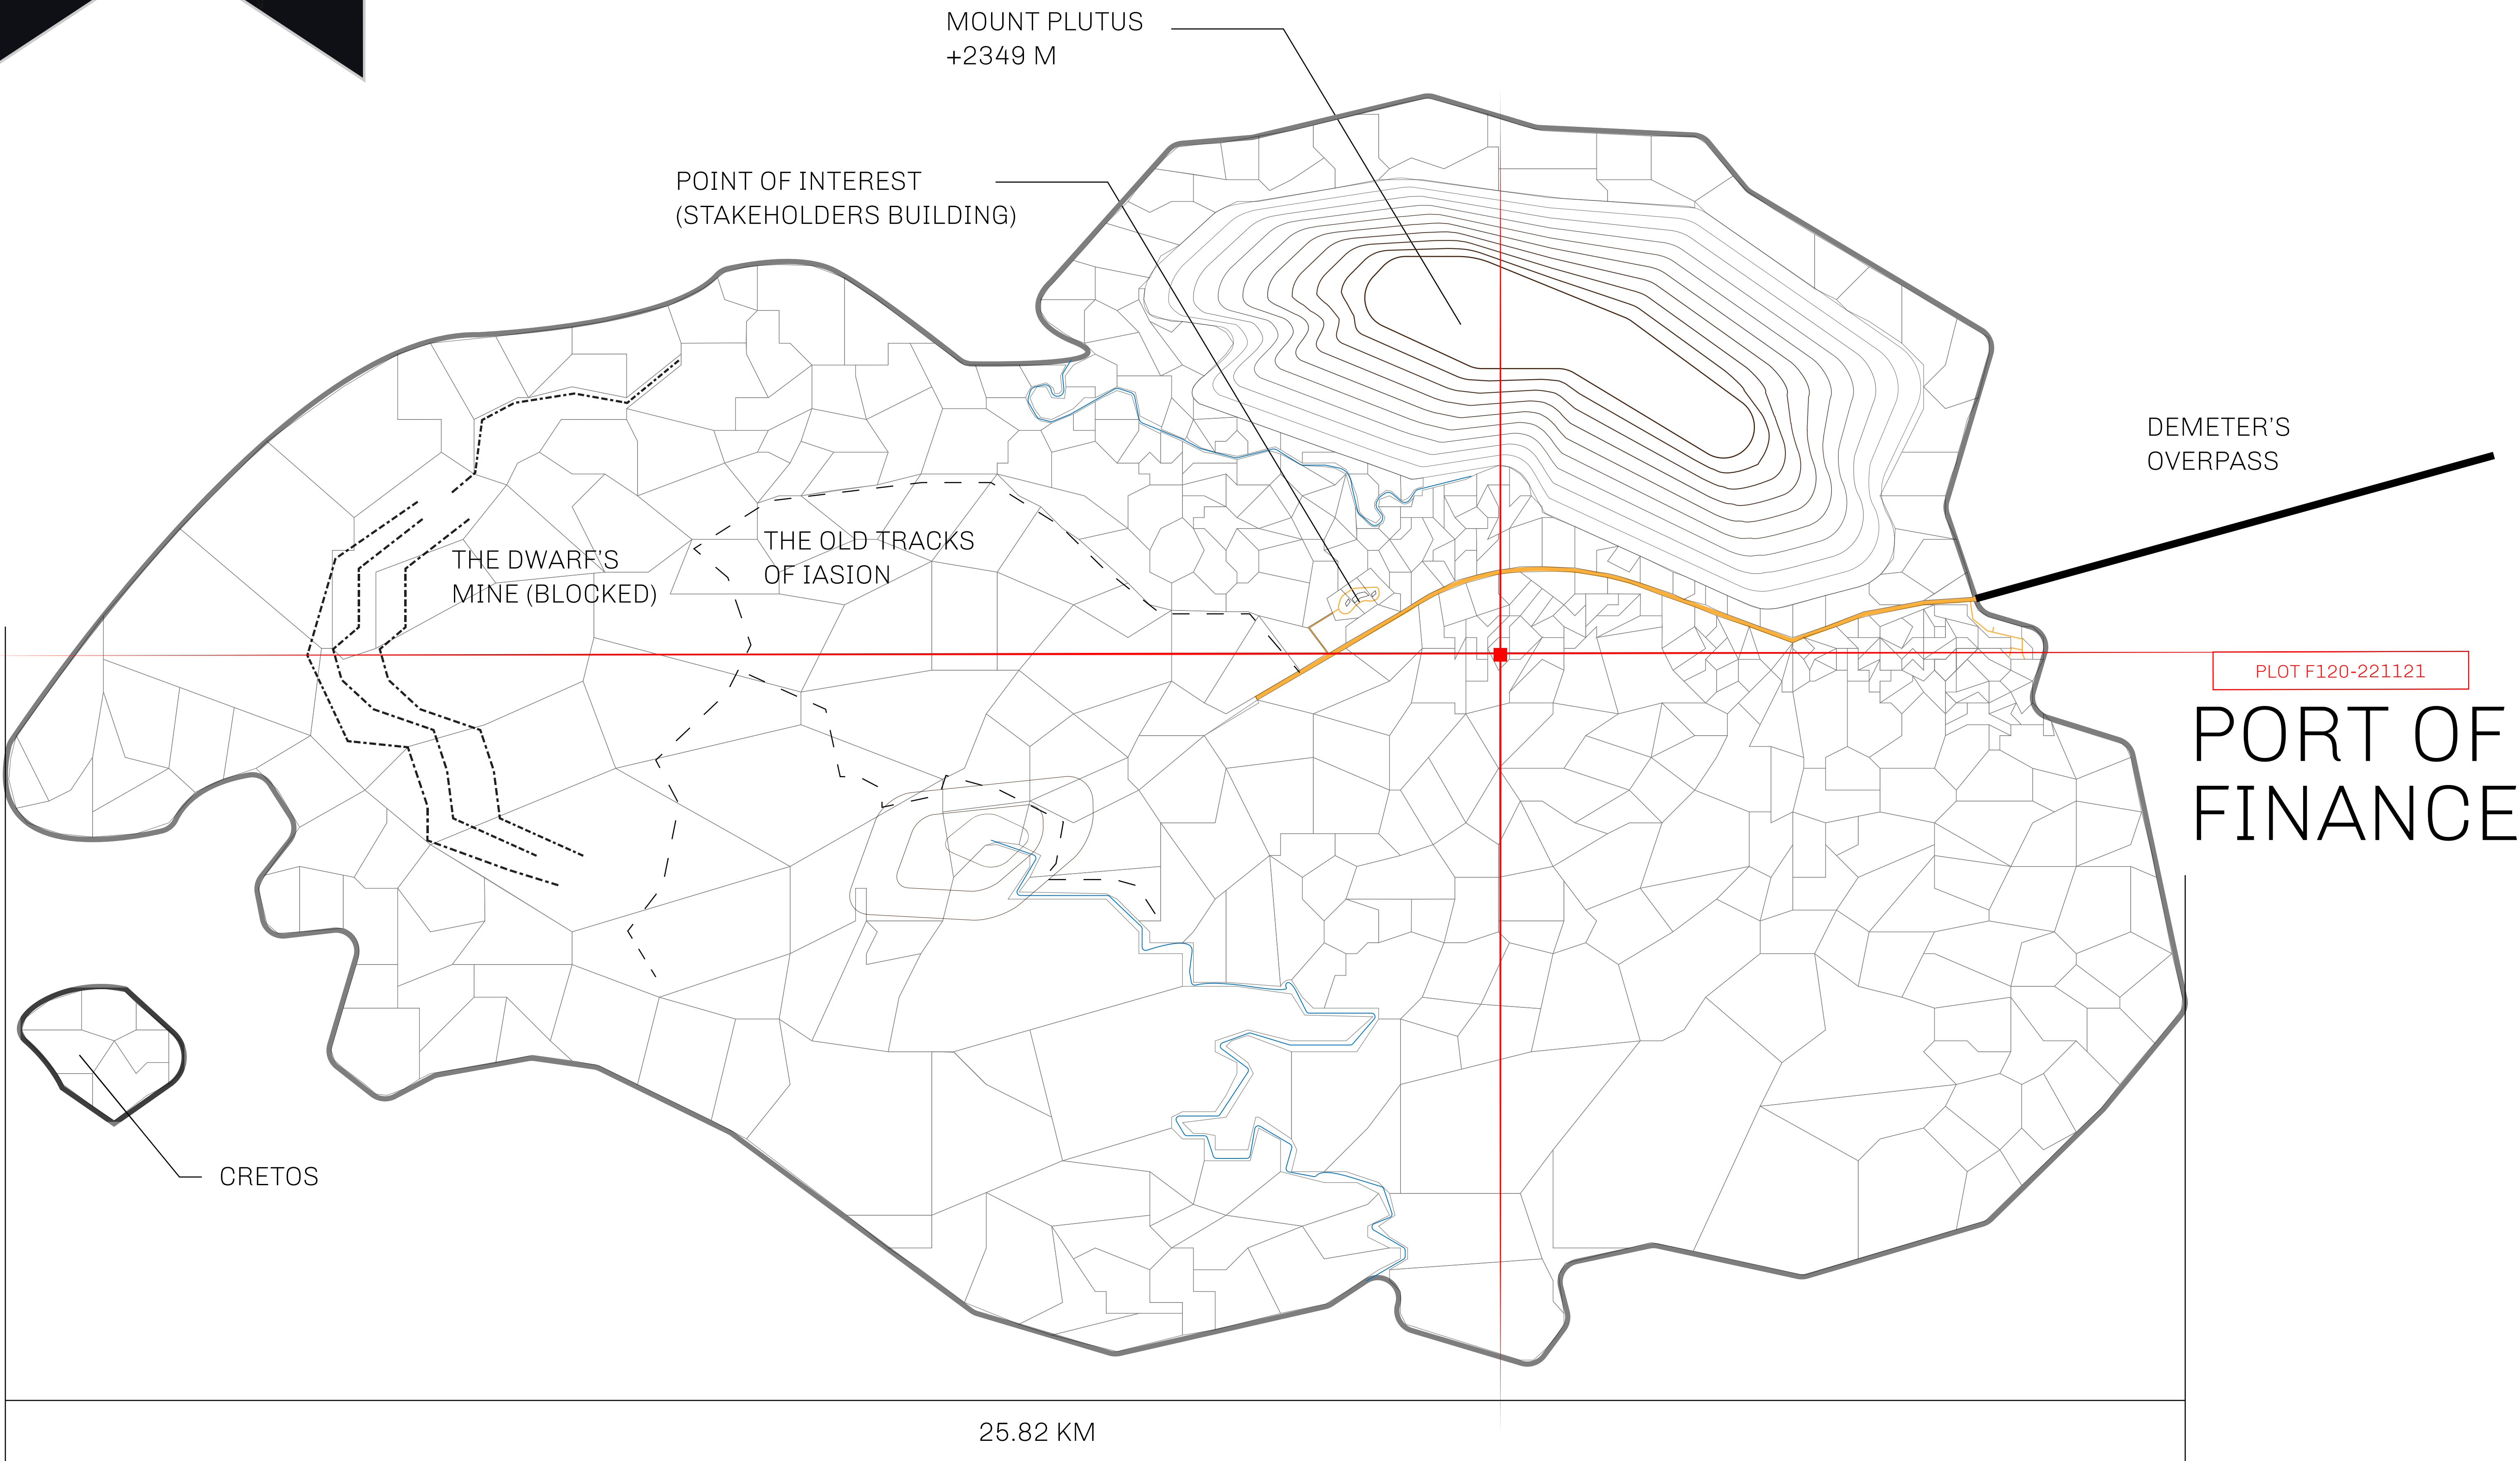 MOUNT PLUTUS
+2349 M
POINT OF INTEREST
(STAKEHOLDERS BUILDING)
DEMETER'S
OVERPASS
THE DWARF'S
MINE (BLOCKED)
THE OLD TRACKS
OF IASION
PLOT F120-221121
PORT OF
FINANCE
CRETOS
25.82 KM